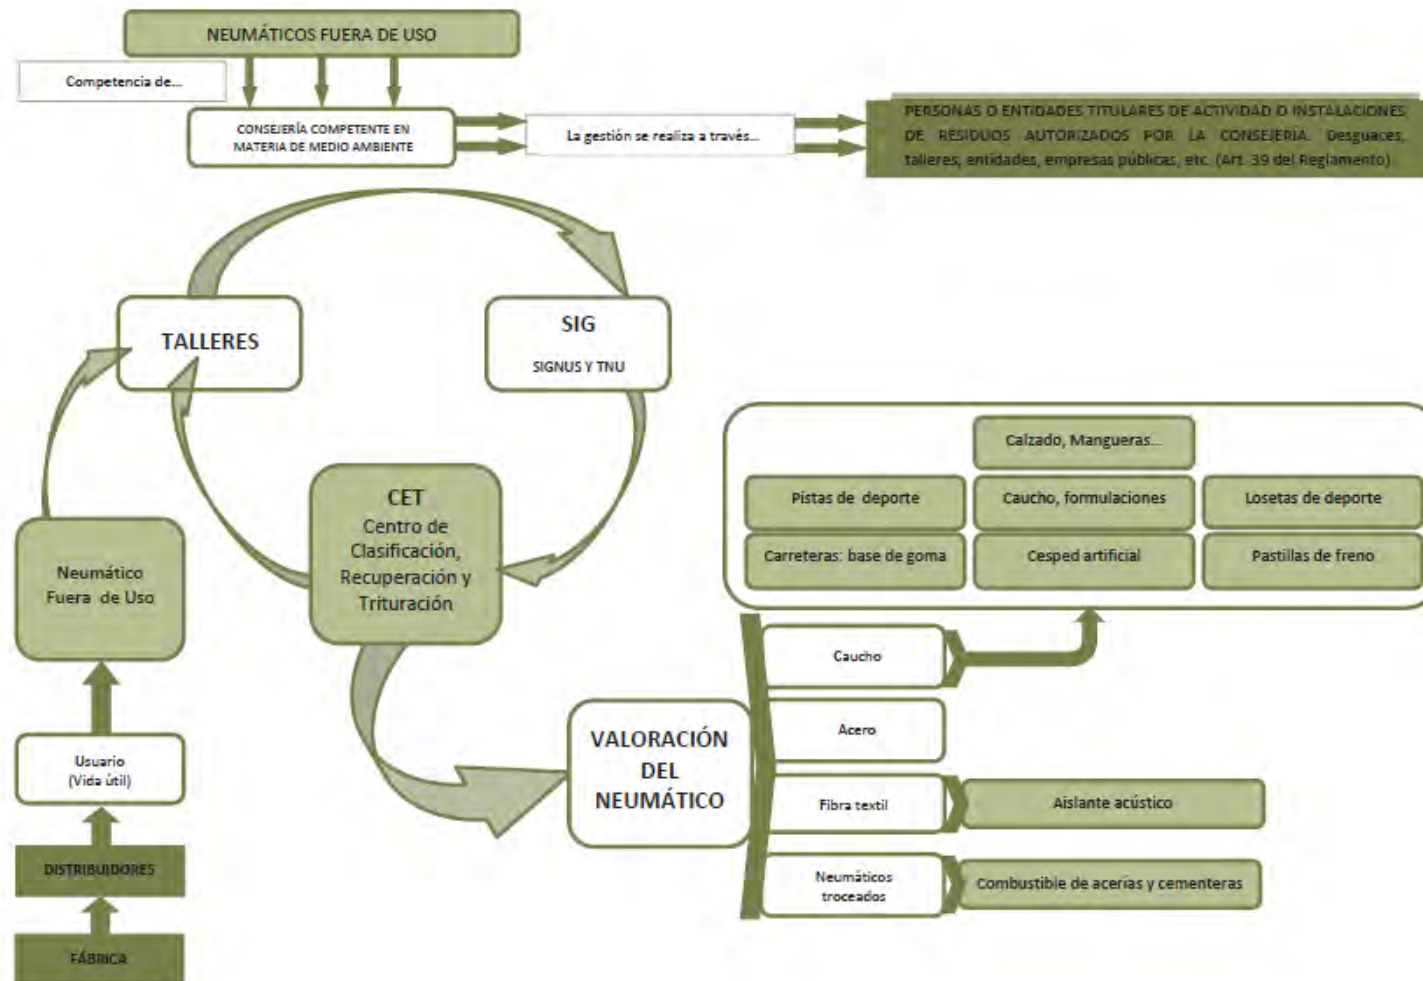 NEUMÁTICOS FUERA DE USO
Competencia de...
CONSEJERÍA COMPETENTE EN
MATERIA DE MEDIO AMBIENTE
La gestión se realiza a través...
PERSONAS O ENTIDADES TITULARES DE ACTIVIDAD O INSTALACIONES
DE RESIDUOS AUTORIZADOS POR LA CONSEJERÍA. Desguaces,
talleres, entidades, empresas públicas, etc. (Art. 39 del Reglamento)
TALLERES
SIG
SIGNUS Y TNU
CET
Centro de
Clasificación,
Recuperación y
Trituración
Neumático
Fuera de Uso
Usuario
(Vida útil)
DISTRIBUIDORES
FÁBRICA
Calzado, Mangueras...
Pistas de deporte
Caucho, formulaciones
Losetas de deporte
Carreteras: base de goma
Cesped artificial
Pastillas de freno
VALORACIÓN
DEL
NEUMÁTICO
Caucho
Acero
Fibra textil
Aislante acústico
Neumáticos
troceados
Combustible de acerías y cementeras